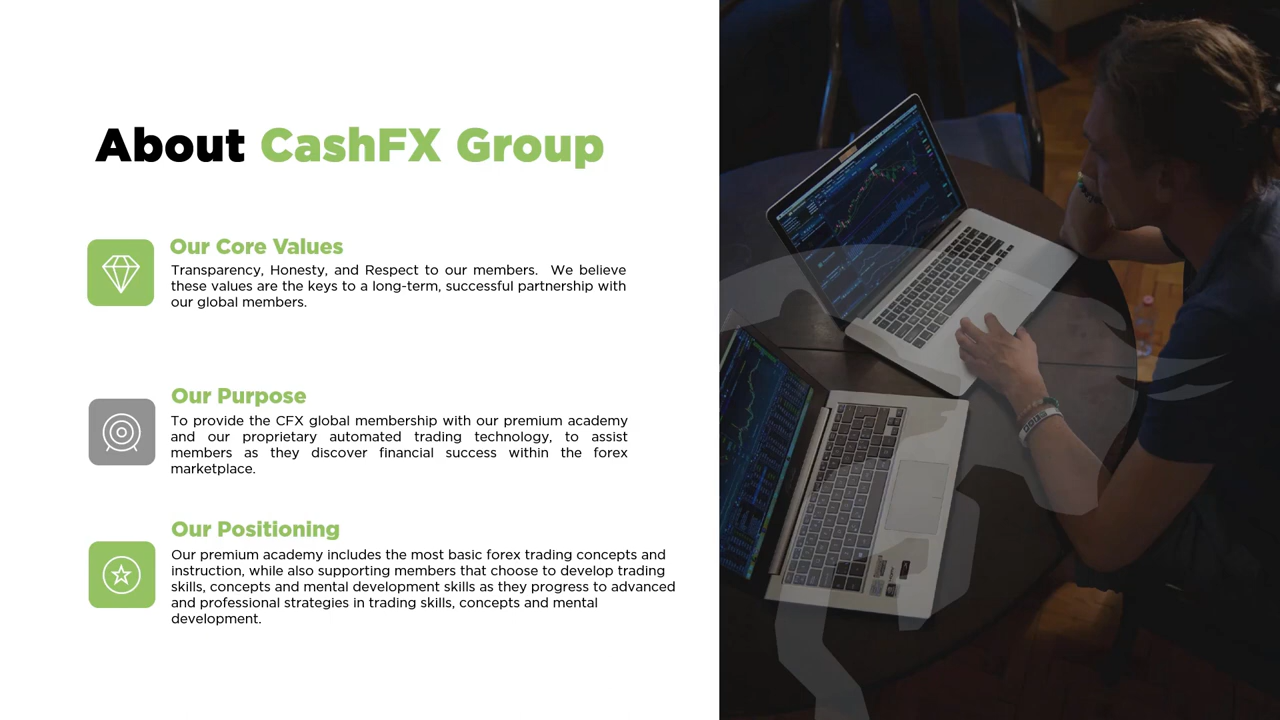 About CashFX Group
Our Core Values
Transparency, Honesty, and Respect to our members.  We believe
these values are the keys to a long-term, successful partnership with
our global members.
Our Purpose
To provide the CFX global membership with our premium academy
and our proprietary automated trading technology, to assist
members as they discover financial success within the forex
marketplace.
Our Positioning
Our premium academy includes the most basic forex trading concepts and
instruction, while also supporting members that choose to develop trading
skills, concepts and mental development skills as they progress to advanced
and professional strategies in trading skills, concepts and mental
development.